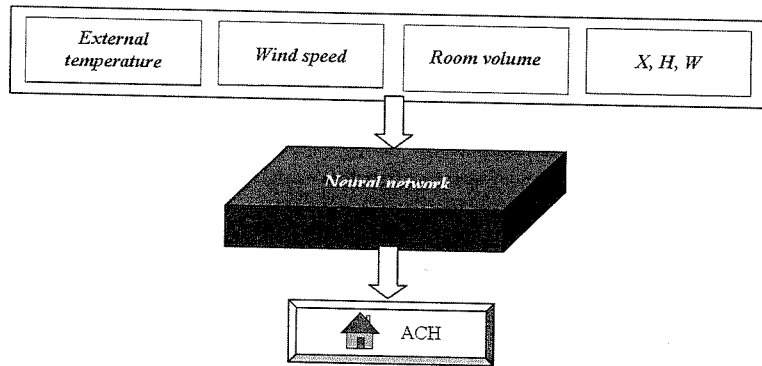 External
temperature
Wind speed
Room volume
X, H, W
Neural network
ACH